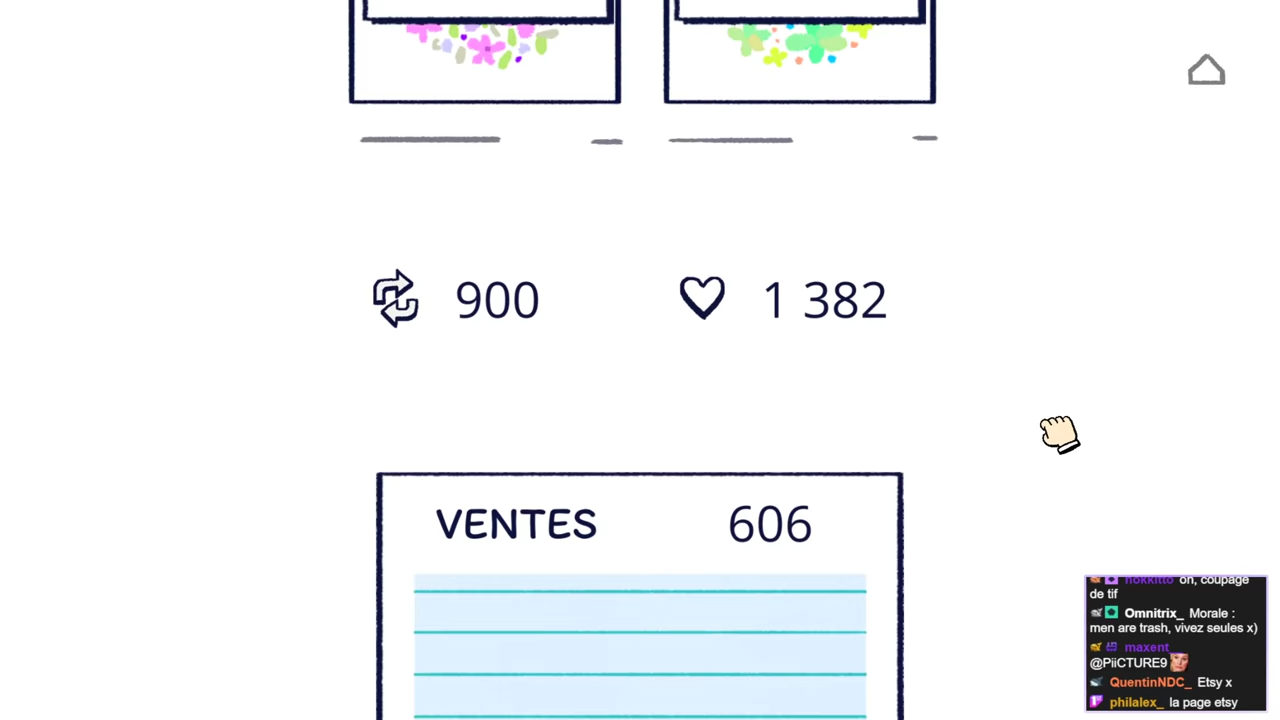 900
1 382
VENTES
606
nokkitto on, coupage
de tif
Omnitrix_ Morale :
men are trash, vivez seules x)
maxent
@PiiCTURE9
QuentinNDC_ Etsy x
philalex_ la page etsy